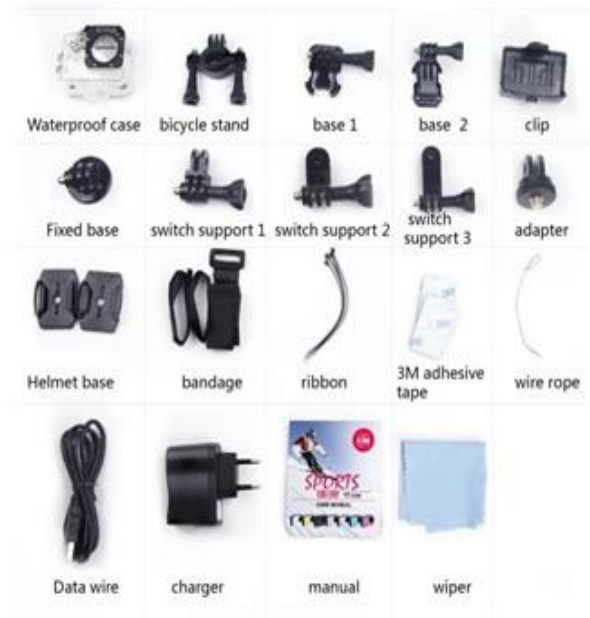 Waterproof case
bicycle stand
base 1
base 2
clip
Fixed base
switch support 1
switch support 2
switch
support 3
adapter
Helmet base
bandage
ribbon
3M adhesive
tape
wire rope
SPORTS
Data wire
charger
manual
wiper